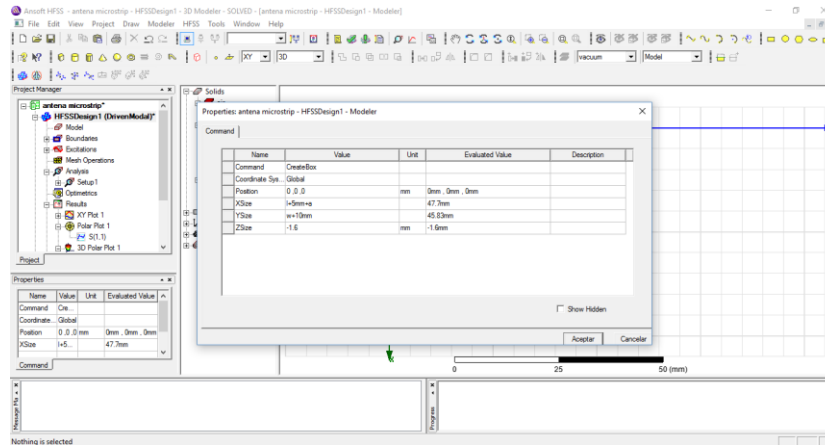 Ansoft HFSS - antena microstrip - HFSSDesign1 - 3D Modeler - SOLVED - [antena microstrip - HFSSDesign1 - Modeler]
File Edit View Project Draw Modeler HFSS Tools Window Help
XY 3D vacuum Model
Project Manager
antena microstrip*
HFSSDesign1 (DrivenModal)*
Model
Boundaries
Excitations
Mesh Operations
Analysis
Setup1
Optimetrics
Results
XY Plot 1
Polar Plot 1
S(1,1)
3D Polar Plot 1
Project
Solids
Properties
Name Value Unit Evaluated Value
Command Cre...
Coordinate... Global
Position 0 ,0 ,0 mm 0mm , 0mm , 0mm
XSize l+5... 47.7mm
Command
Properties: antena microstrip - HFSSDesign1 - Modeler
Command
Name Value Unit Evaluated Value Description
Command CreateBox
Coordinate Sys... Global
Position 0 ,0 ,0 mm 0mm , 0mm , 0mm
XSize l+5mm+a 47.7mm
YSize w+10mm 45.83mm
ZSize -1.6 mm -1.6mm
Show Hidden
Aceptar Cancelar
0 25 50 (mm)
Message Ma
Progress
Nothing is selected